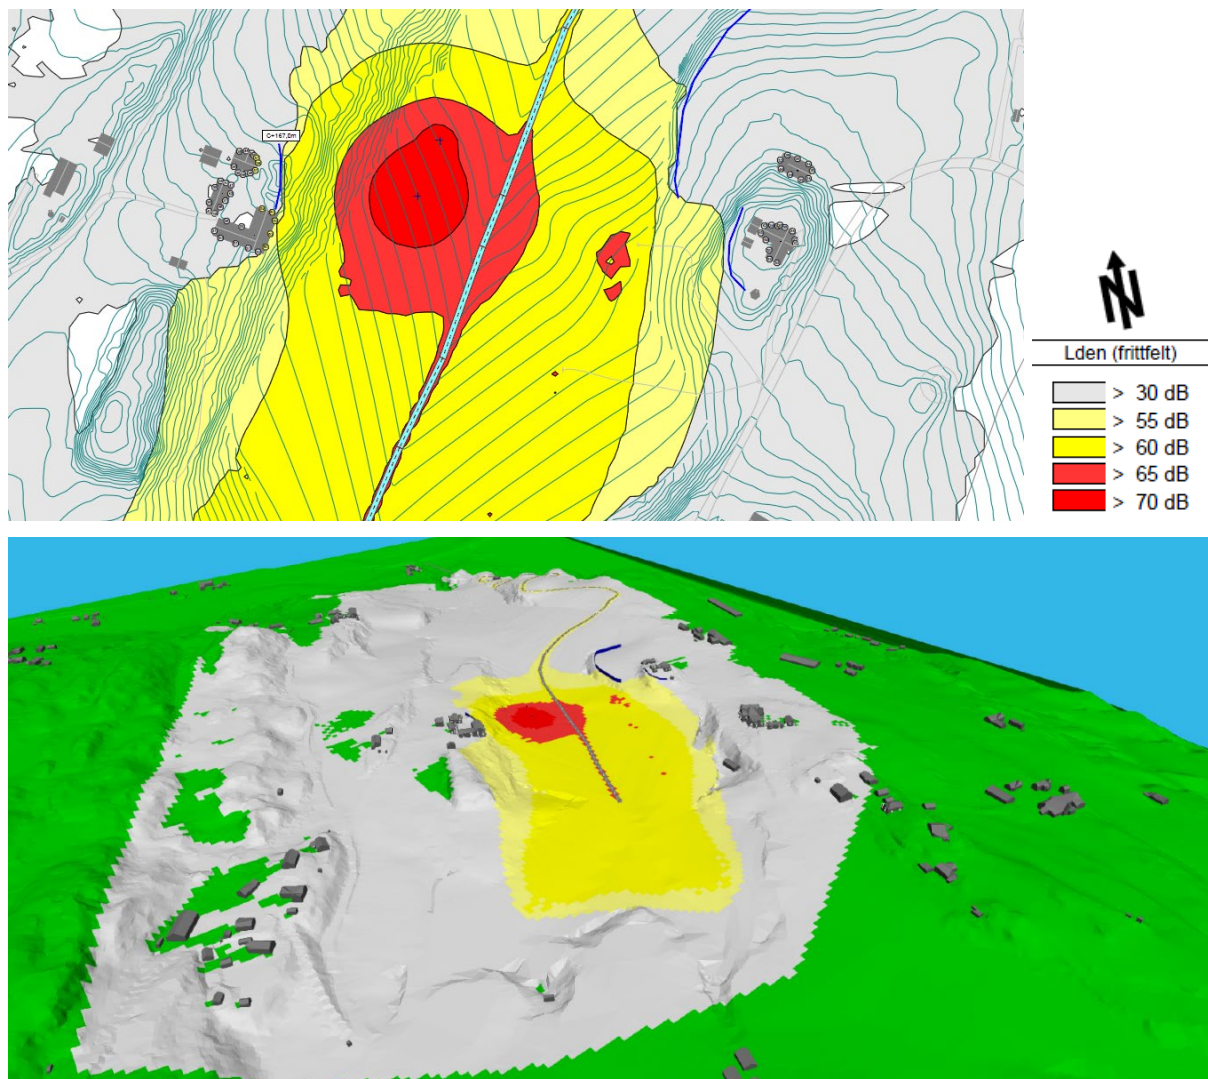 C=167,0m
Lden (frittfelt)
> 30 dB
> 55 dB
> 60 dB
> 65 dB
> 70 dB